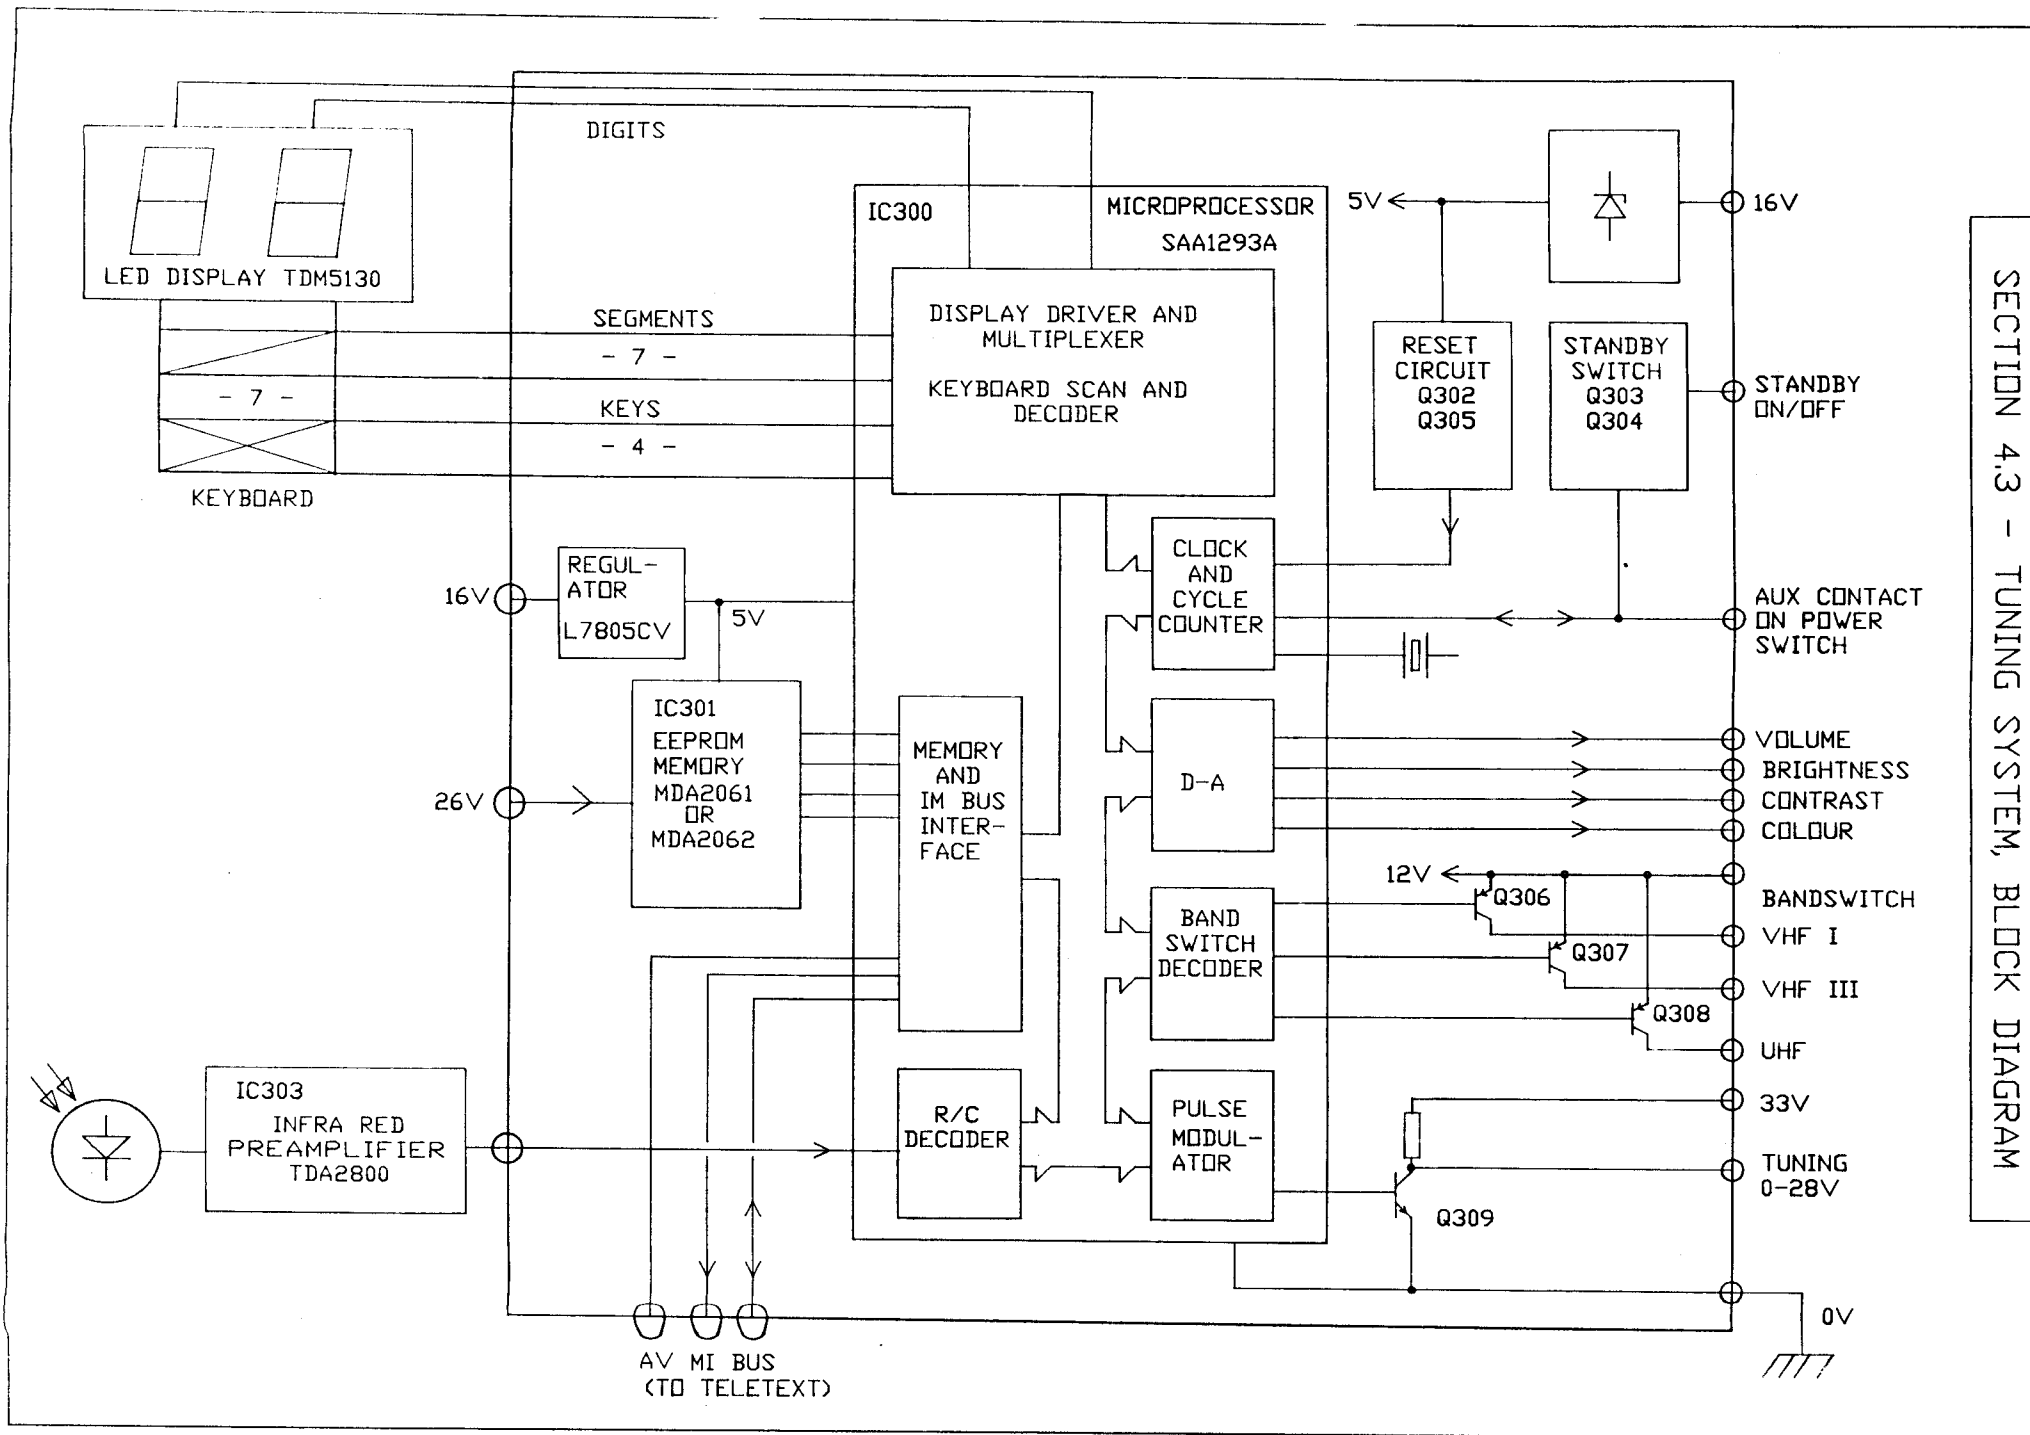 DIGITS
LED DISPLAY TDM5130
SEGMENTS
- 7 -
- 7 -
KEYS
- 4 -
KEYBOARD
IC300
MICROPROCESSOR
SAA1293A
DISPLAY DRIVER AND
MULTIPLEXER
KEYBOARD SCAN AND
DECODER
5V
16V
RESET
CIRCUIT
Q302
Q305
STANDBY
SWITCH
Q303
Q304
STANDBY
ON/OFF
16V
REGUL-
ATOR
L7805CV
5V
CLOCK
AND
CYCLE
COUNTER
AUX CONTACT
ON POWER
SWITCH
26V
IC301
EEPROM
MEMORY
MDA2061
OR
MDA2062
MEMORY
AND
IM BUS
INTER-
FACE
D-A
VOLUME
BRIGHTNESS
CONTRAST
COLOUR
12V
BAND
SWITCH
DECODER
Q306
Q307
Q308
BANDSWITCH
VHF I
VHF III
UHF
IC303
INFRA RED
PREAMPLIFIER
TDA2800
R/C
DECODER
PULSE
MODUL-
ATOR
33V
TUNING
0-28V
Q309
0V
AV MI BUS
(TO TELETEXT)
SECTION 4.3 - TUNING SYSTEM, BLOCK DIAGRAM